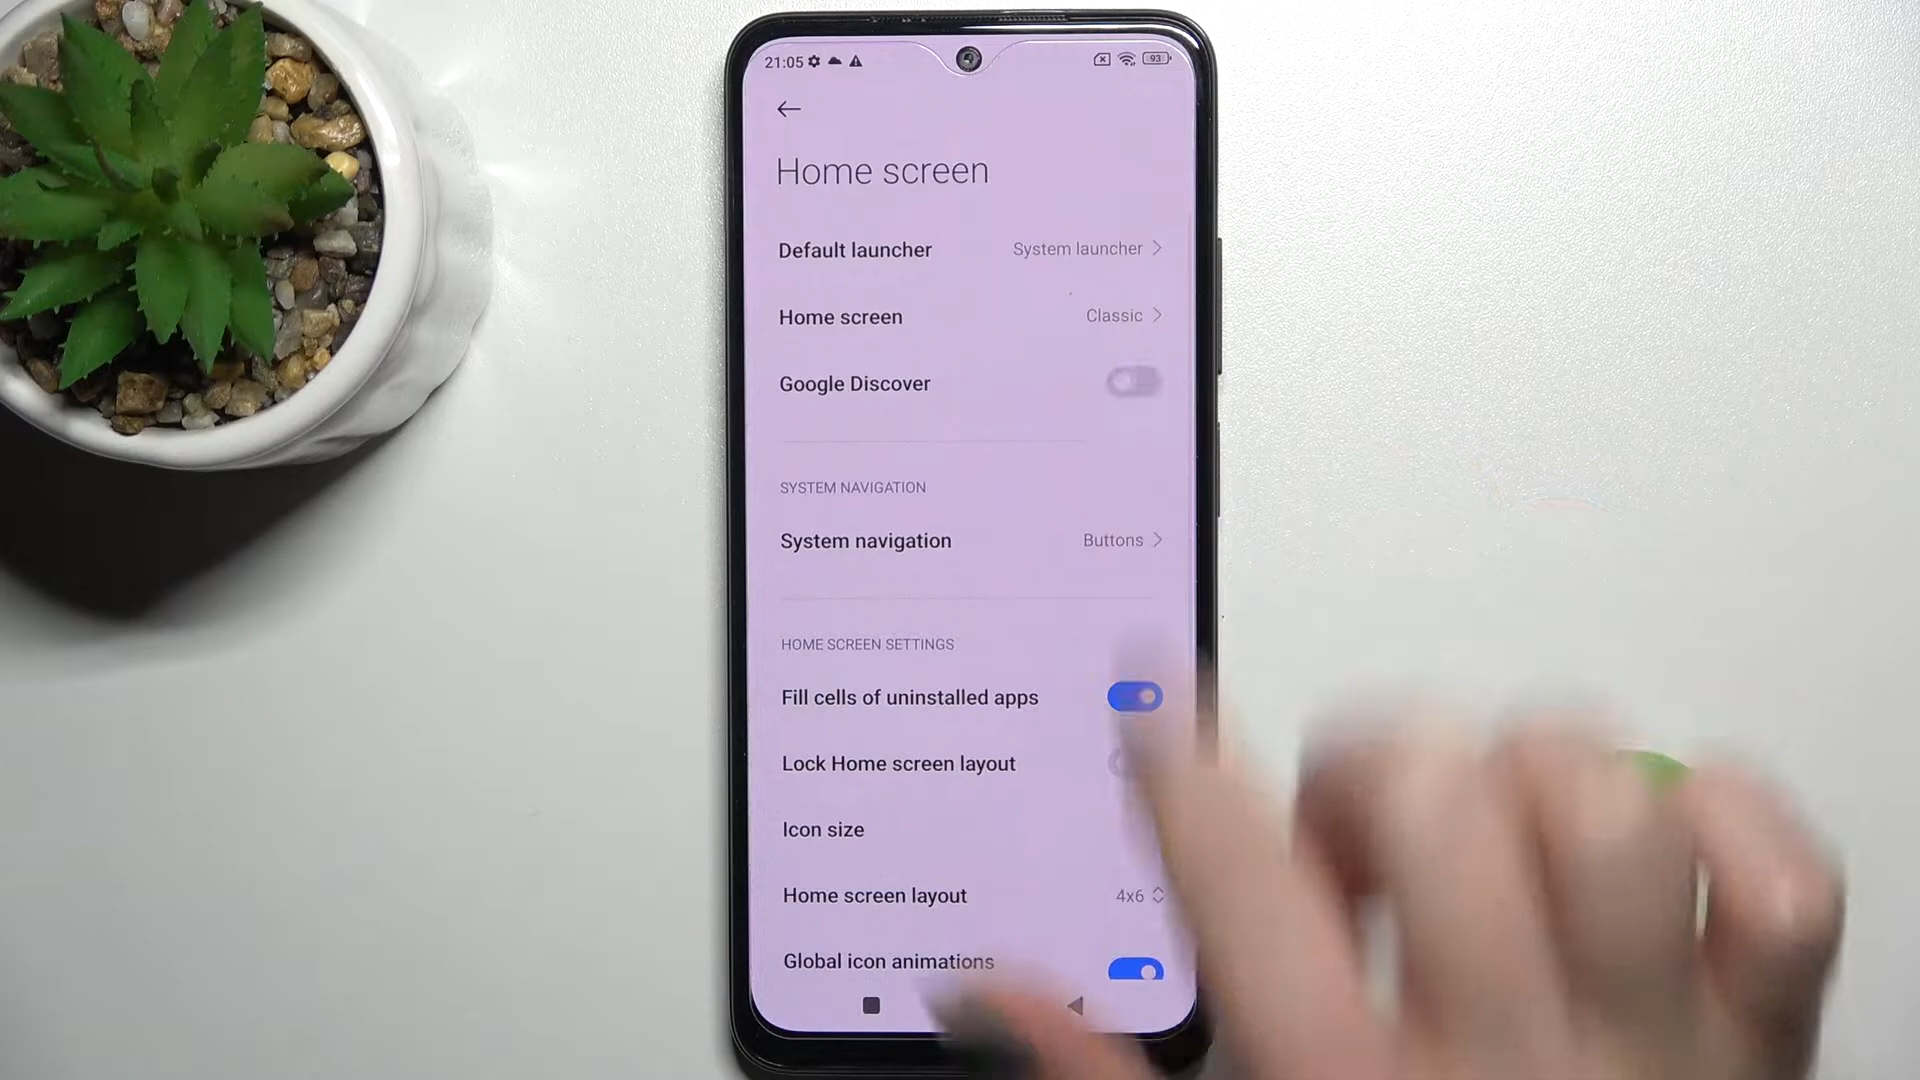 21:05 93
Home screen
Default launcher System launcher
Home screen Classic
Google Discover
SYSTEM NAVIGATION
System navigation Buttons
HOME SCREEN SETTINGS
Fill cells of uninstalled apps
Lock Home screen layout
Icon size
Home screen layout 4x6
Global icon animations